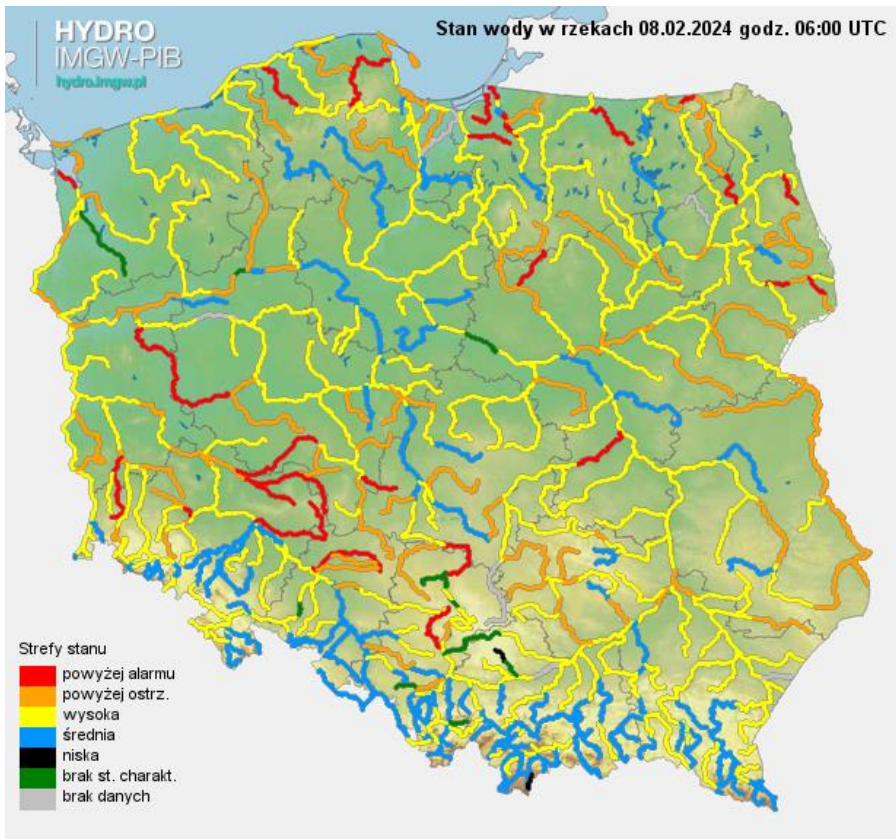 HYDRO
IMGW-PIB
hydro.imgw.pl
Stan wody w rzekach 08.02.2024 godz. 06:00 UTC
Strefy stanu
powyżej alarmu
powyżej ostrz.
wysoka
średnia
niska
brak st. charakt.
brak danych